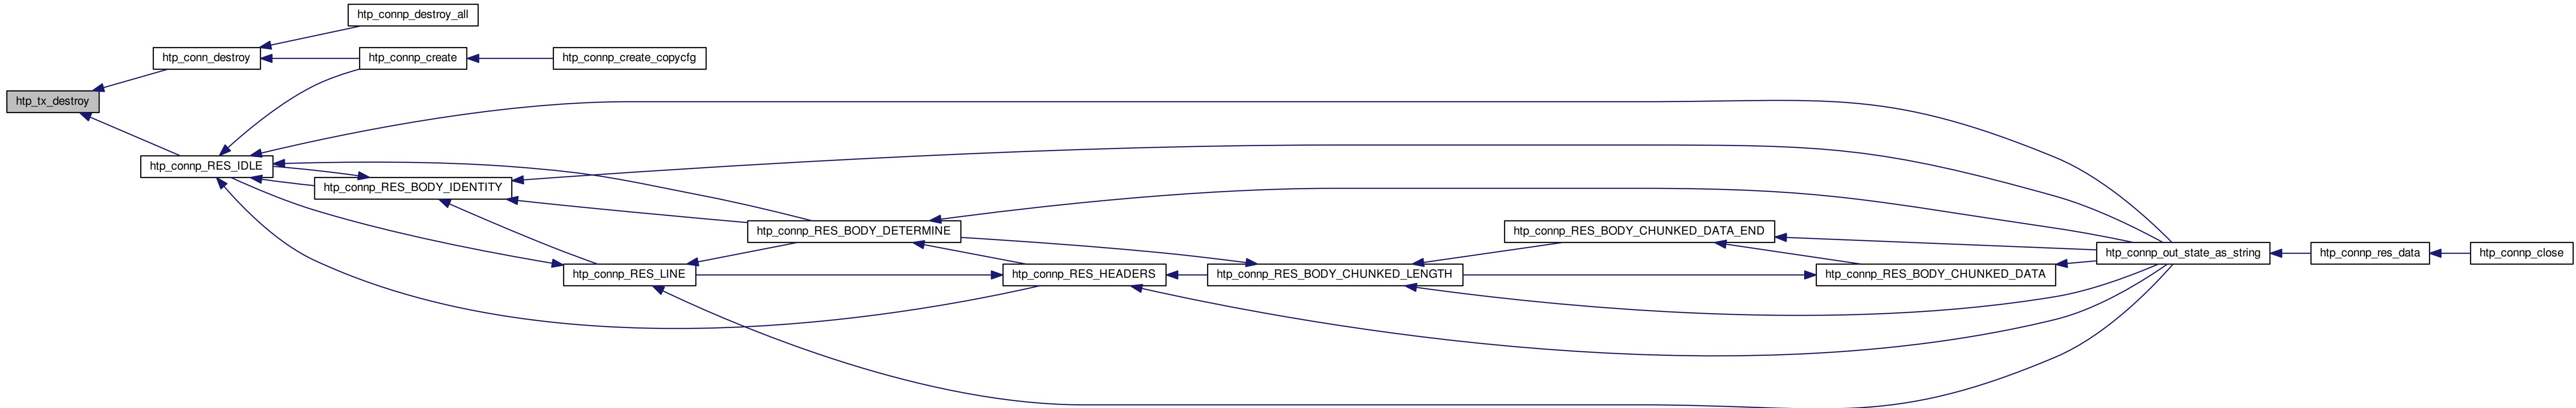 htp_connp_destroy_all
htp_conn_destroy
htp_connp_create
htp_connp_create_copycfg
htp_tx_destroy
htp_connp_RES_IDLE
htp_connp_RES_BODY_IDENTITY
htp_connp_RES_BODY_DETERMINE
htp_connp_RES_BODY_CHUNKED_DATA_END
htp_connp_out_state_as_string
htp_connp_res_data
htp_connp_close
htp_connp_RES_LINE
htp_connp_RES_HEADERS
htp_connp_RES_BODY_CHUNKED_LENGTH
htp_connp_RES_BODY_CHUNKED_DATA